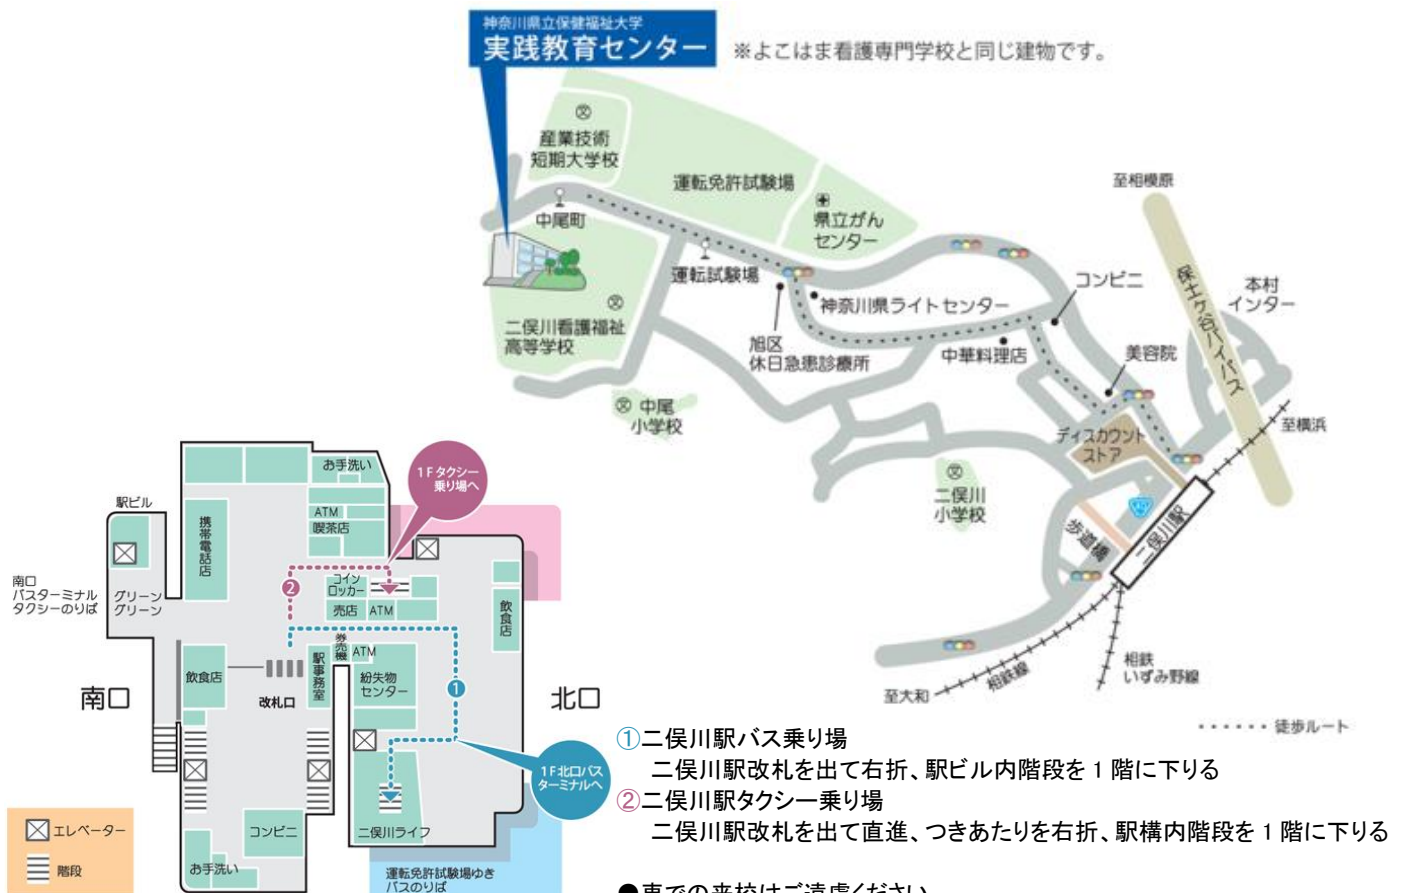 神奈川県立保健福祉大学
実践教育センター
※よこはま看護専門学校と同じ建物です。
産業技術
短期大学校
運転免許試験場
県立がん
センター
中尾町
運転試験場
二俣川看護福祉
高等学校
旭区
休日急患診療所
神奈川県ライトセンター
コンビニ
中華料理店
美容院
至相模原
保土ヶ谷バイパス
本村
インター
至横浜
中尾
小学校
二俣川
小学校
ディスカウント
ストア
歩道橋
二俣川駅
至大和
相鉄線
相鉄
いずみ野線
徒歩ルート
1Fタクシー
乗り場へ
お手洗い
ATM
喫茶店
駅ビル
携帯電話店
南口
バスターミナル
タクシーのりば
グリーン
グリーン
2
コイン
ロッカー
売店
ATM
飲食店
券売機
ATM
駅事務室
飲食店
改札口
紛失物
センター
1
南口
北口
1F北口バス
ターミナルへ
コンビニ
二俣川ライフ
お手洗い
運転免許試験場ゆき
バスのりば
エレベーター
階段
①二俣川駅バス乗り場
二俣川駅改札を出て右折、駅ビル内階段を1階に下りる
②二俣川駅タクシー乗り場
二俣川駅改札を出て直進、つきあたりを右折、駅構内階段を1階に下りる
●車での来校はご遠慮ください